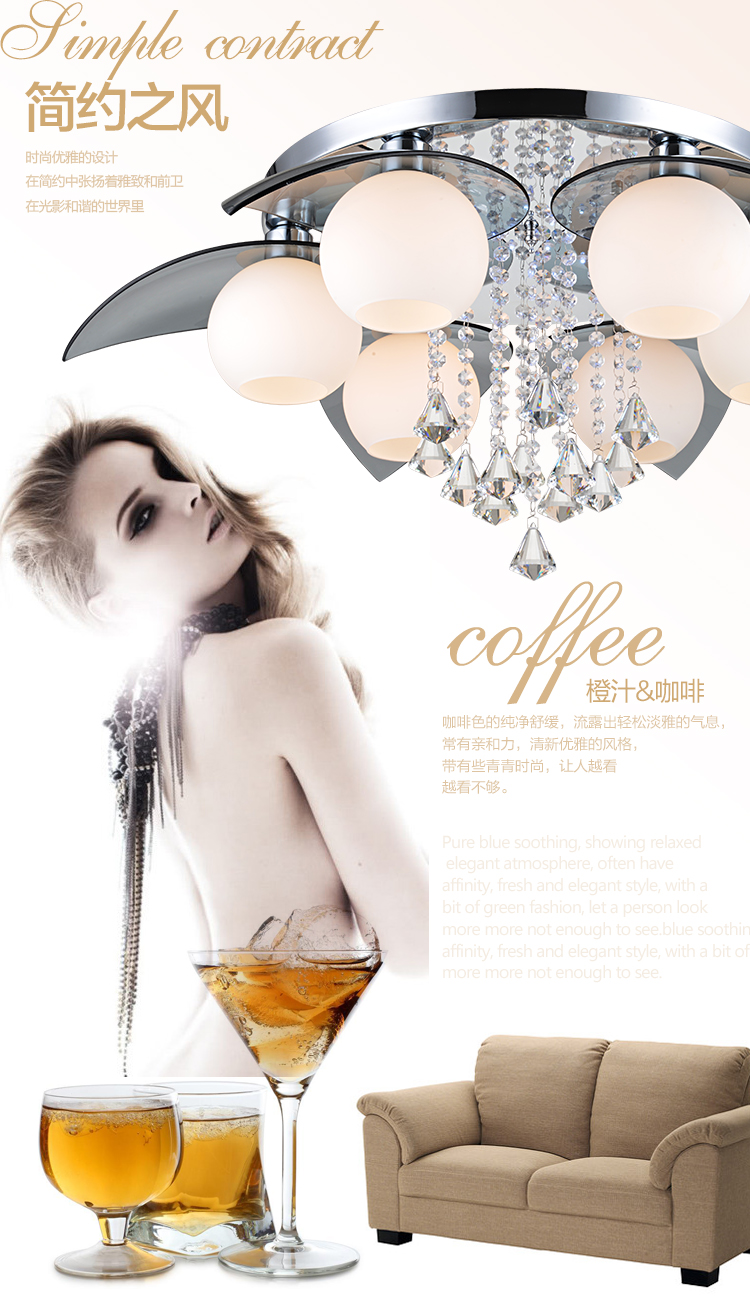 Simple contract
简约之风
时尚优雅的设计
在简约中张扬着雅致和前卫
在光影和谐的世界里
coffee
橙汁&咖啡
咖啡色的纯净舒缓，流露出轻松淡雅的气息，
常有亲和力，清新优雅的风格，
带有些青青时尚，让人越看
越看不够。
Pure blue soothing, showing relaxed
elegant atmosphere, often have
affinity, fresh and elegant style, with a
bit of green fashion, let a person look
more more not enough to see.blue soothin
affinity, fresh and elegant style, with a bit of
more more not enough to see.